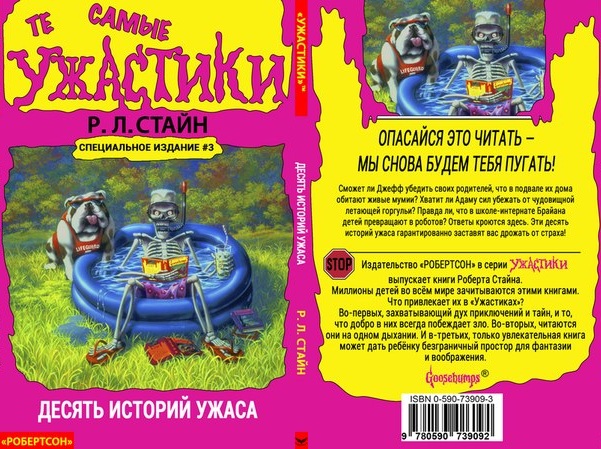 ТЕ САМЫЕ
УЖАСТИКИ
Р. Л. СТАЙН
СПЕЦИАЛЬНОЕ ИЗДАНИЕ #3
LIFEGUARD
ДЕСЯТЬ ИСТОРИЙ УЖАСА
«РОБЕРТСОН»
«УЖАСТИКИ»™
ДЕСЯТЬ ИСТОРИЙ УЖАСА
Р. Л. СТАЙН
LIFEGUARD
ОПАСАЙСЯ ЭТО ЧИТАТЬ –
МЫ СНОВА БУДЕМ ТЕБЯ ПУГАТЬ!
Сможет ли Джефф убедить своих родителей, что в подвале их дома
обитают живые мумии? Хватит ли Адаму сил убежать от чудовищной
летающей горгульи? Правда ли, что в школе-интернате Брайана
детей превращают в роботов? Ответы кроются здесь. Эти десять
историй ужаса гарантированно заставят вас дрожать от страха!
STOP
Издательство «РОБЕРТСОН» в серии УЖАСТИКИ
выпускает книги Роберта Стайна.
Миллионы детей во всём мире зачитываются этими книгами.
Что привлекает их в «Ужастиках»?
Во-первых, захватывающий дух приключений и тайн, и то,
что добро в них всегда побеждает зло. Во-вторых, читаются
они на одном дыхании. И в-третьих, только увлекательная книга
может дать ребёнку безграничный простор для фантазии
и воображения.
Goosebumps®
ISBN 0-590-73909-3
9 780590 739092